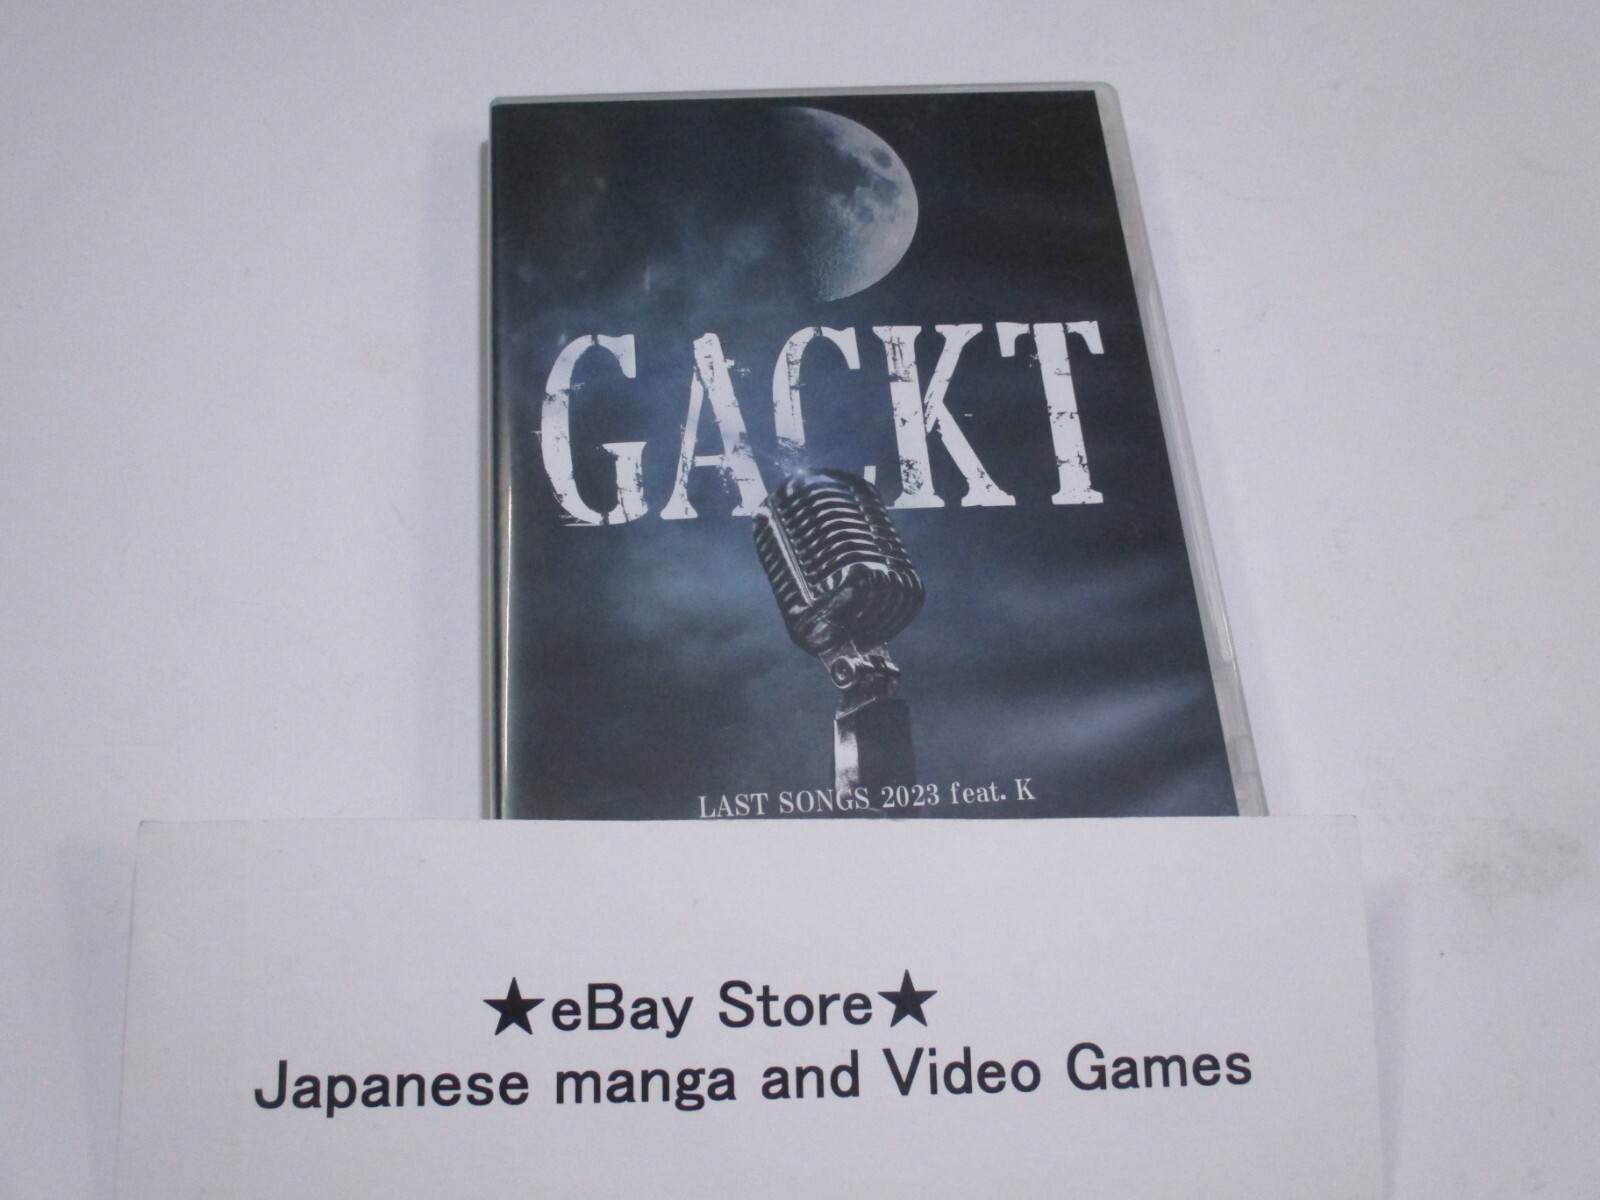 GACKT
LAST SONGS 2023 feat. K
★eBay Store★
Japanese manga and Video Games